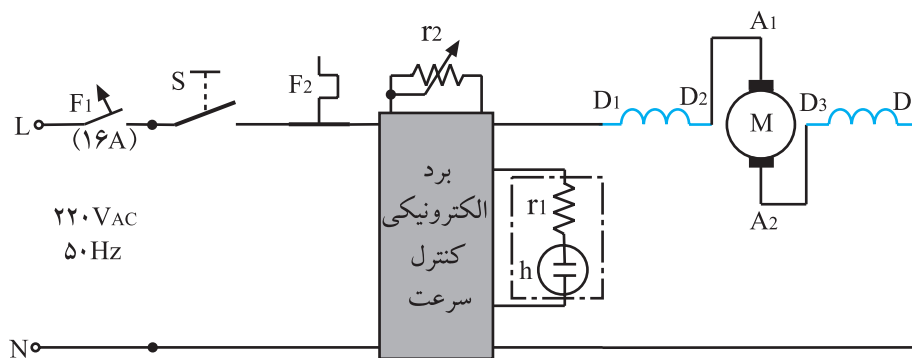 A1
r2
S
F2
F1
D1
D2
D3
D
L
(۱۶A)
M
برد
الکترونیکی
کنترل
سرعت
r1
A2
۲۲۰VAC
۵۰Hz
h
N